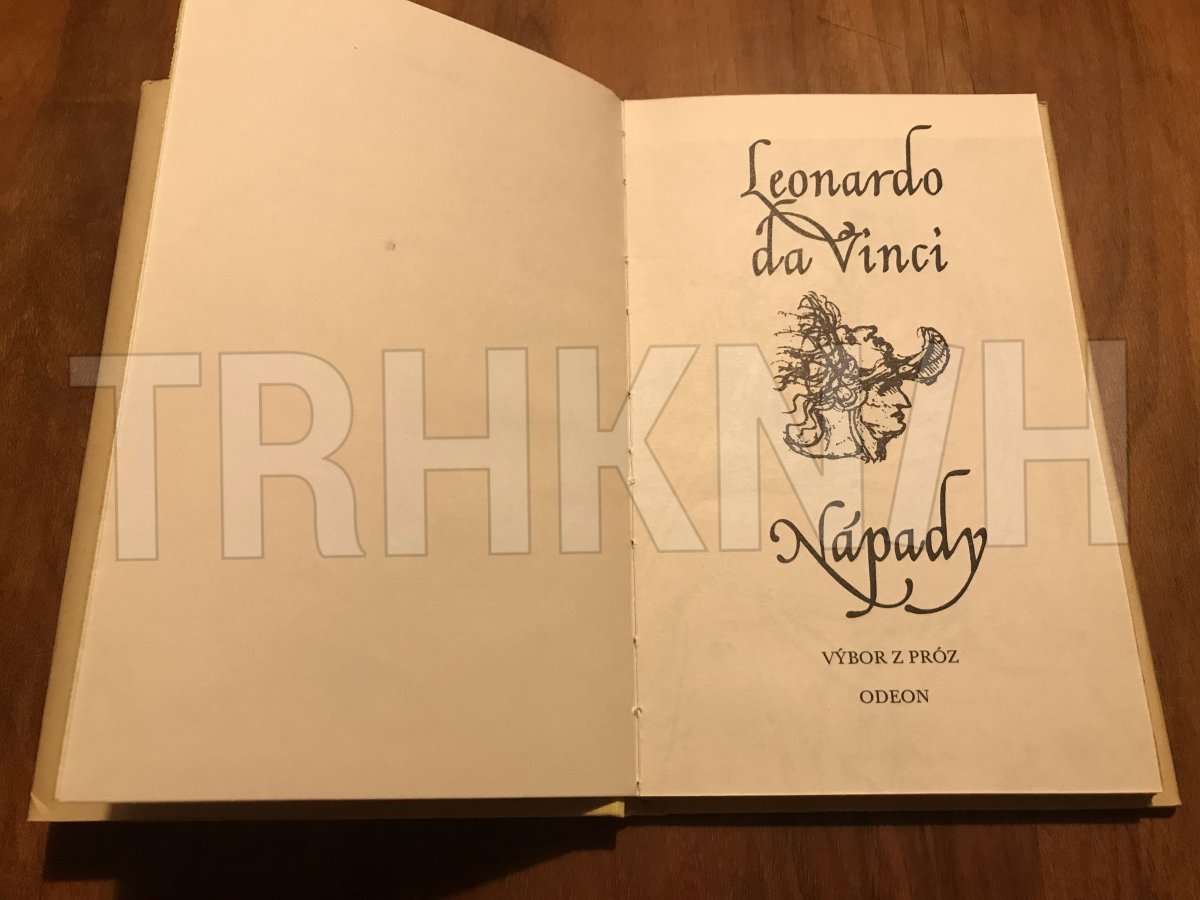 Leonardo
da Vinci
TRHKNIH
Nápady
VÝBOR Z PRÓZ
ODEON